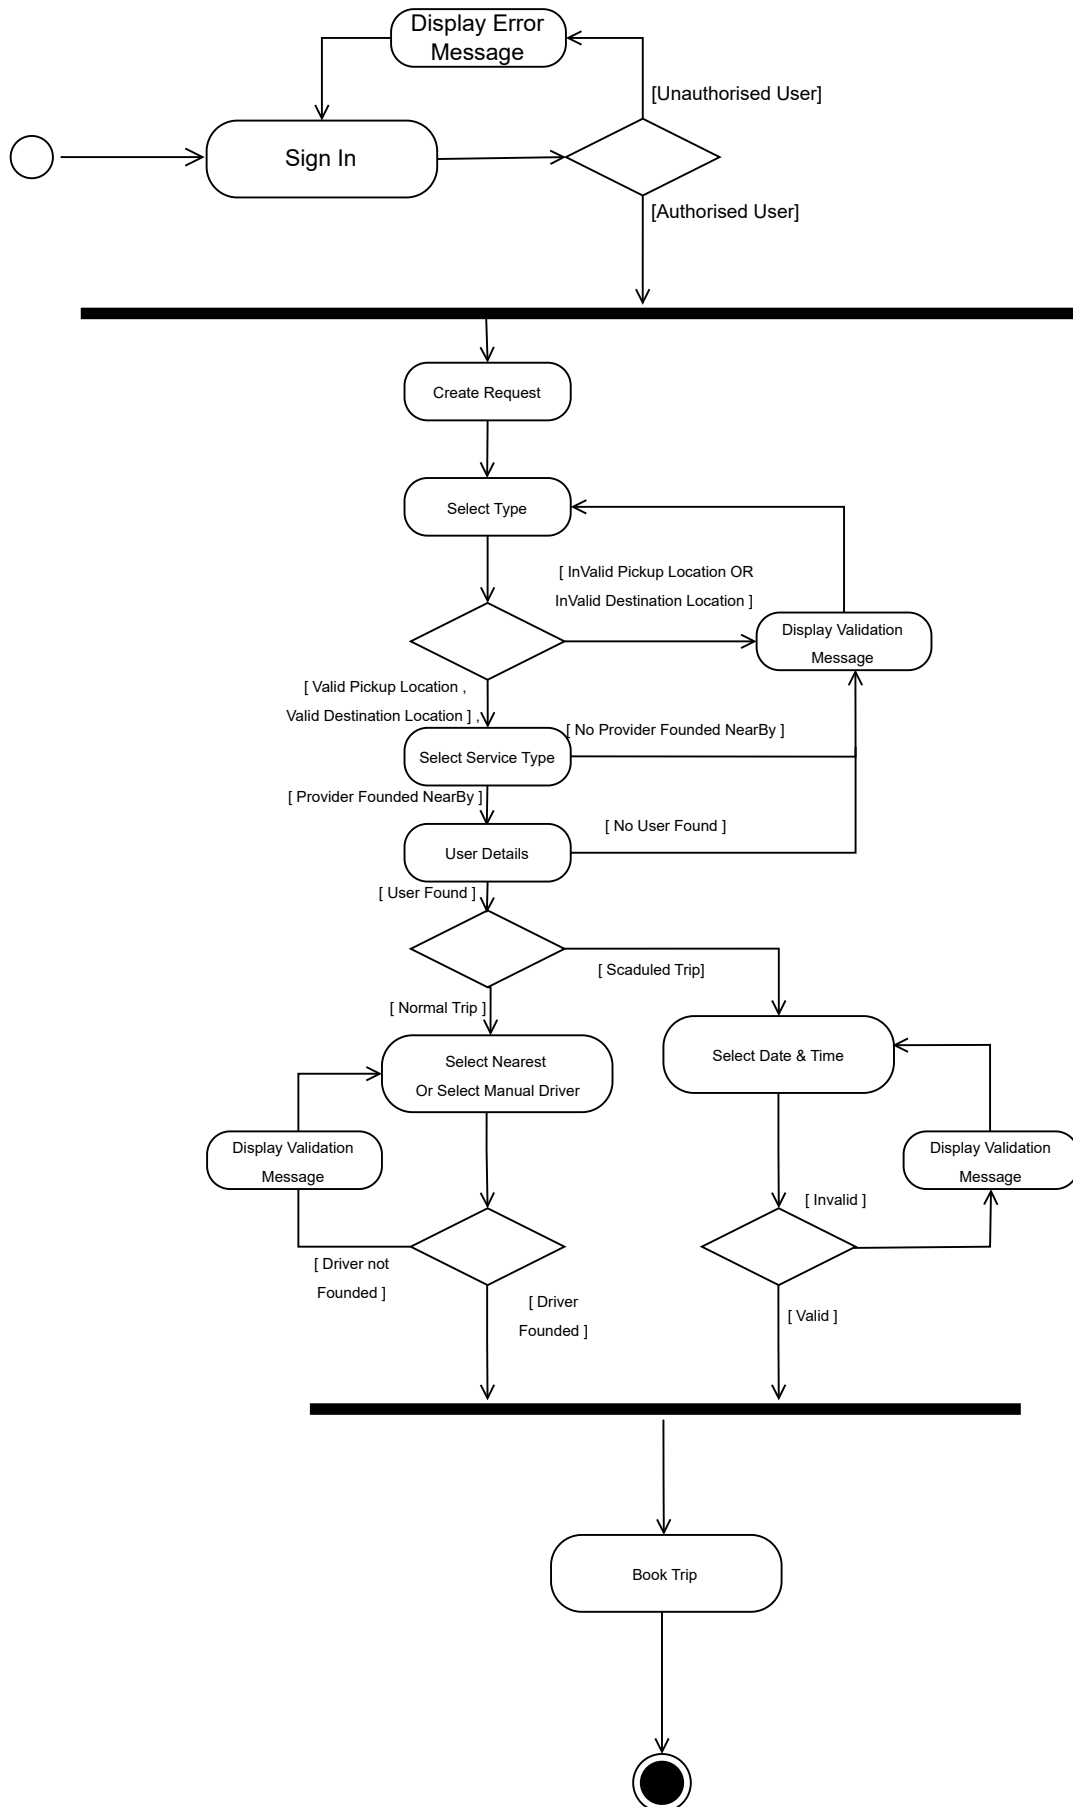 Display Error
Message
[Unauthorised User]
Sign In
[Authorised User]
Create Request
Select Type
[ InValid Pickup Location OR
InValid Destination Location ]
Display Validation
Message
[ Valid Pickup Location ,
Valid Destination Location ] ,
[ No Provider Founded NearBy ]
Select Service Type
[ Provider Founded NearBy ]
[ No User Found ]
User Details
[ User Found ]
[ Scaduled Trip]
[ Normal Trip ]
Select Nearest
Or Select Manual Driver
Select Date & Time
Display Validation
Message
Display Validation
Message
[ Invalid ]
[ Driver not
Founded ]
[ Driver
Founded ]
[ Valid ]
Book Trip